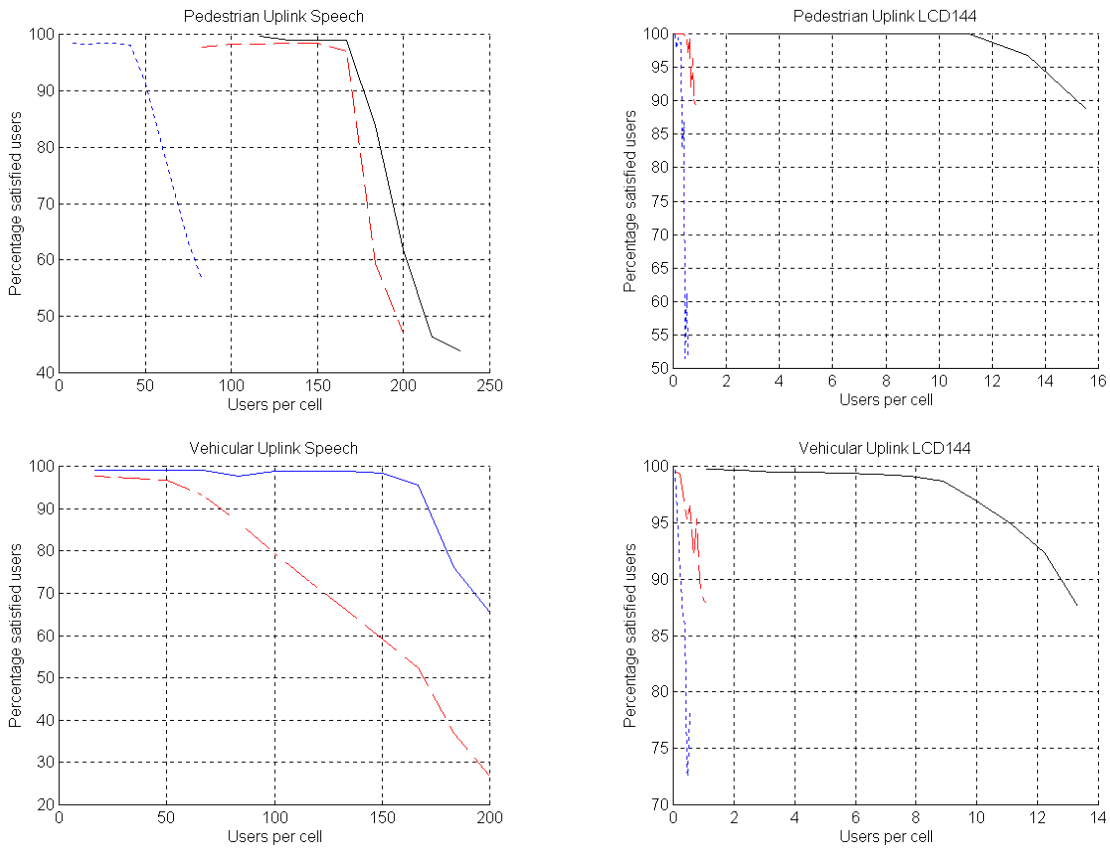 Pedestrian Uplink Speech
100
90
80
70
60
50
40
0 50 100 150 200 250
Users per cell
Percentage satisfied users
Pedestrian Uplink LCD144
100
95
90
85
80
75
70
65
60
55
50
0 2 4 6 8 10 12 14 16
Users per cell
Percentage satisfied users
Vehicular Uplink Speech
100
90
80
70
60
50
40
30
20
0 50 100 150 200
Users per cell
Percentage satisfied users
Vehicular Uplink LCD144
100
95
90
85
80
75
70
0 2 4 6 8 10 12 14
Users per cell
Percentage satisfied users